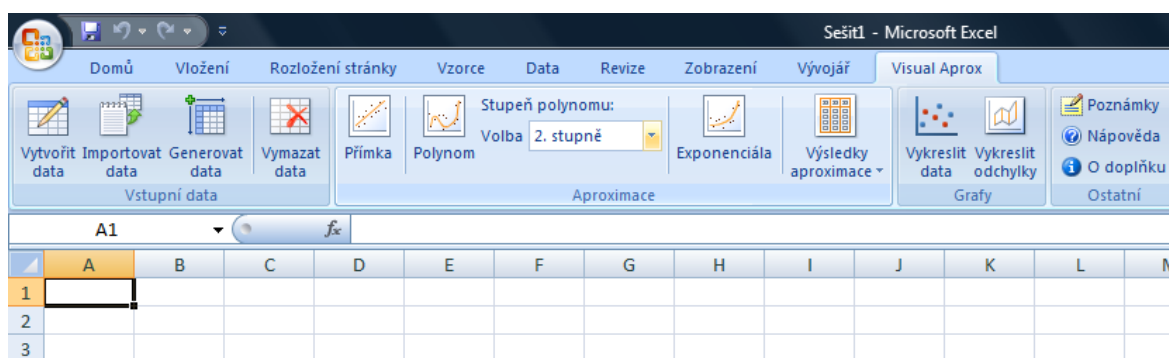 Sešit1 - Microsoft Excel
Domů Vložení Rozložení stránky Vzorce Data Revize Zobrazení Vývojář Visual Aprox
Vytvořit data
Importovat data
Generovat data
Vymazat data
Vstupní data
Přímka
Polynom
Stupeň polynomu:
Volba 2. stupně
Exponenciála
Výsledky aproximace
Aproximace
Vykreslit data
Vykreslit odchylky
Grafy
Poznámky
Nápověda
O doplňku
Ostatní
A1 fx
A B C D E F G H I J K L
1
2
3